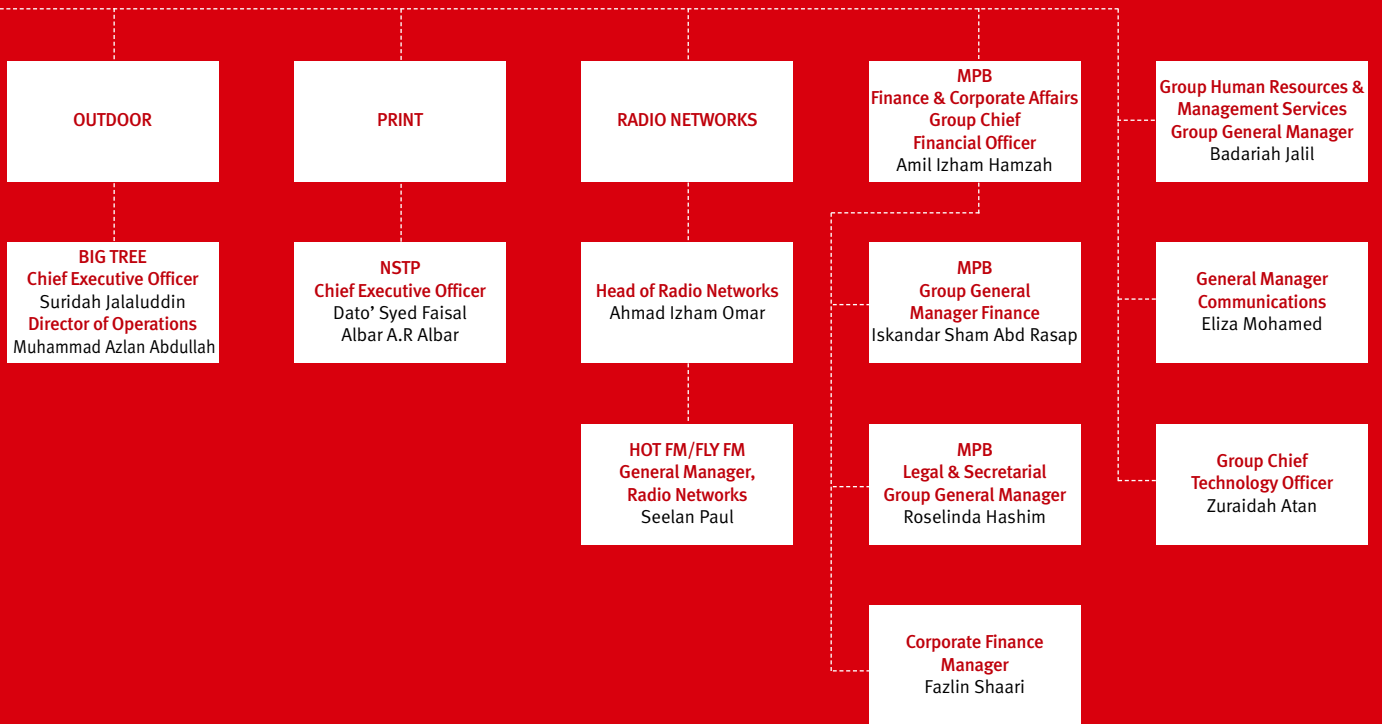 OUTDOOR
BIG TREE
Chief Executive Officer
Suridah Jalaluddin
Director of Operations
Muhammad Azlan Abdullah
PRINT
NSTP
Chief Executive Officer
Dato’ Syed Faisal
Albar A.R Albar
RADIO NETWORKS
Head of Radio Networks
Ahmad Izham Omar
HOT FM/FLY FM
General Manager,
Radio Networks
Seelan Paul
MPB
Finance & Corporate Affairs
Group Chief
Financial Officer
Amil Izham Hamzah
MPB
Group General
Manager Finance
Iskandar Sham Abd Rasap
MPB
Legal & Secretarial
Group General Manager
Roselinda Hashim
Corporate Finance
Manager
Fazlin Shaari
Group Human Resources &
Management Services
Group General Manager
Badariah Jalil
General Manager
Communications
Eliza Mohamed
Group Chief
Technology Officer
Zuraidah Atan